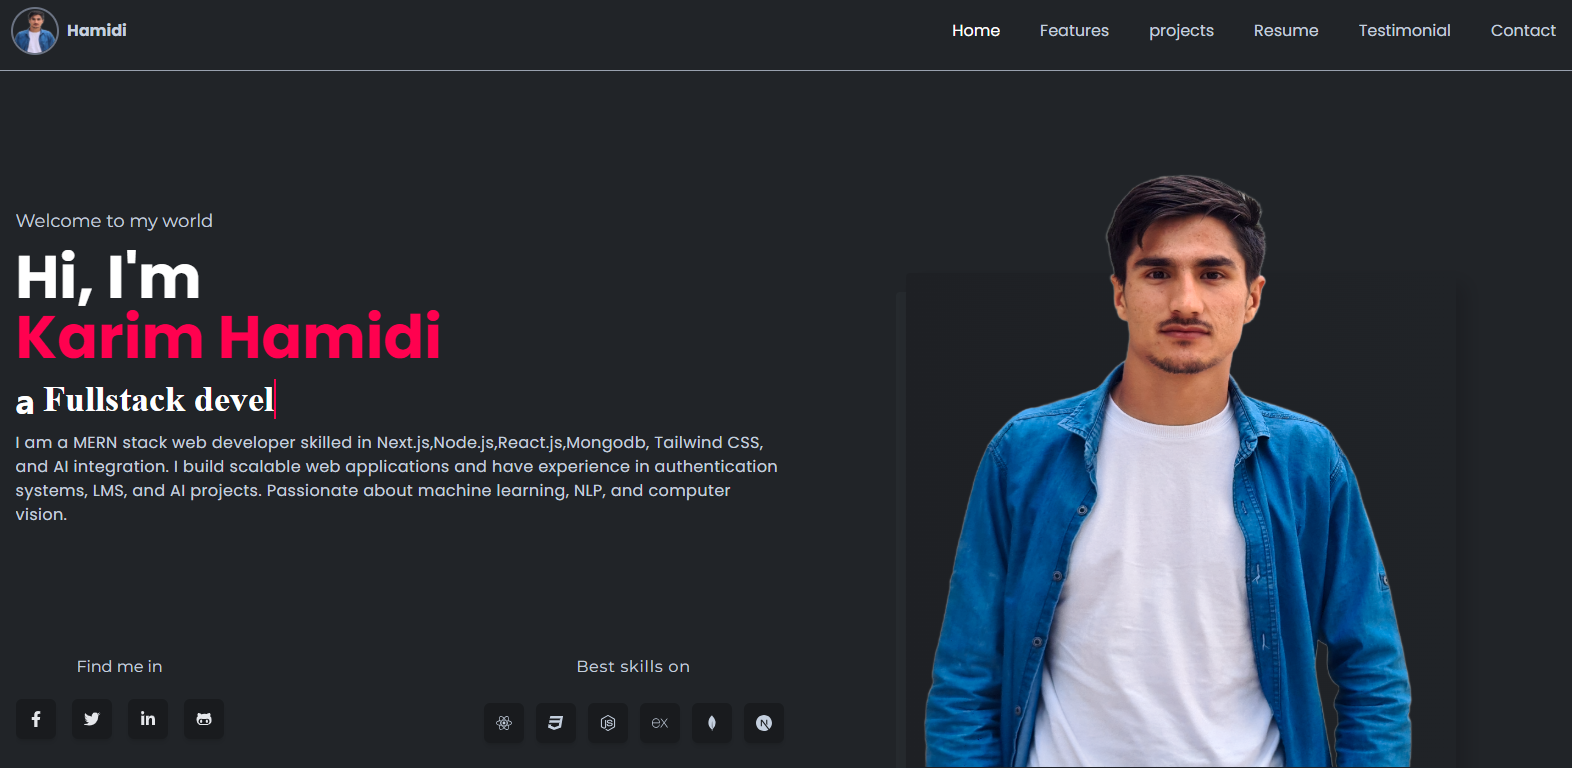 Hamidi
Home Features projects Resume Testimonial Contact
Welcome to my world
Hi, I'm
Karim Hamidi
a Fullstack devel
I am a MERN stack web developer skilled in Next.js,Node.js,React.js,Mongodb, Tailwind CSS,
and AI integration. I build scalable web applications and have experience in authentication
systems, LMS, and AI projects. Passionate about machine learning, NLP, and computer
vision.
Find me in
Best skills on
f
in
JS
ex
N